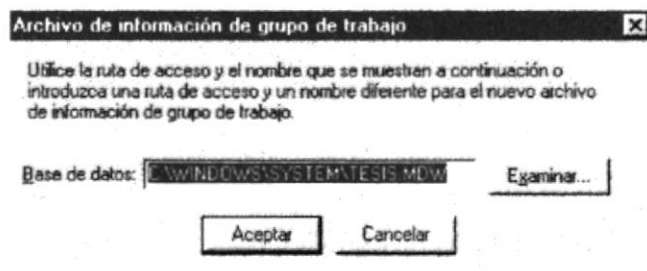 Archivo de información de grupo de trabajo
Utilice la ruta de acceso y el nombre que se muestran a continuación o
introduzca una ruta de acceso y un nombre diferente para el nuevo archivo
de información de grupo de trabajo.
Base de datos: C:\WINDOWS\SYSTEM\TESIS.MDW Examinar...
Aceptar Cancelar